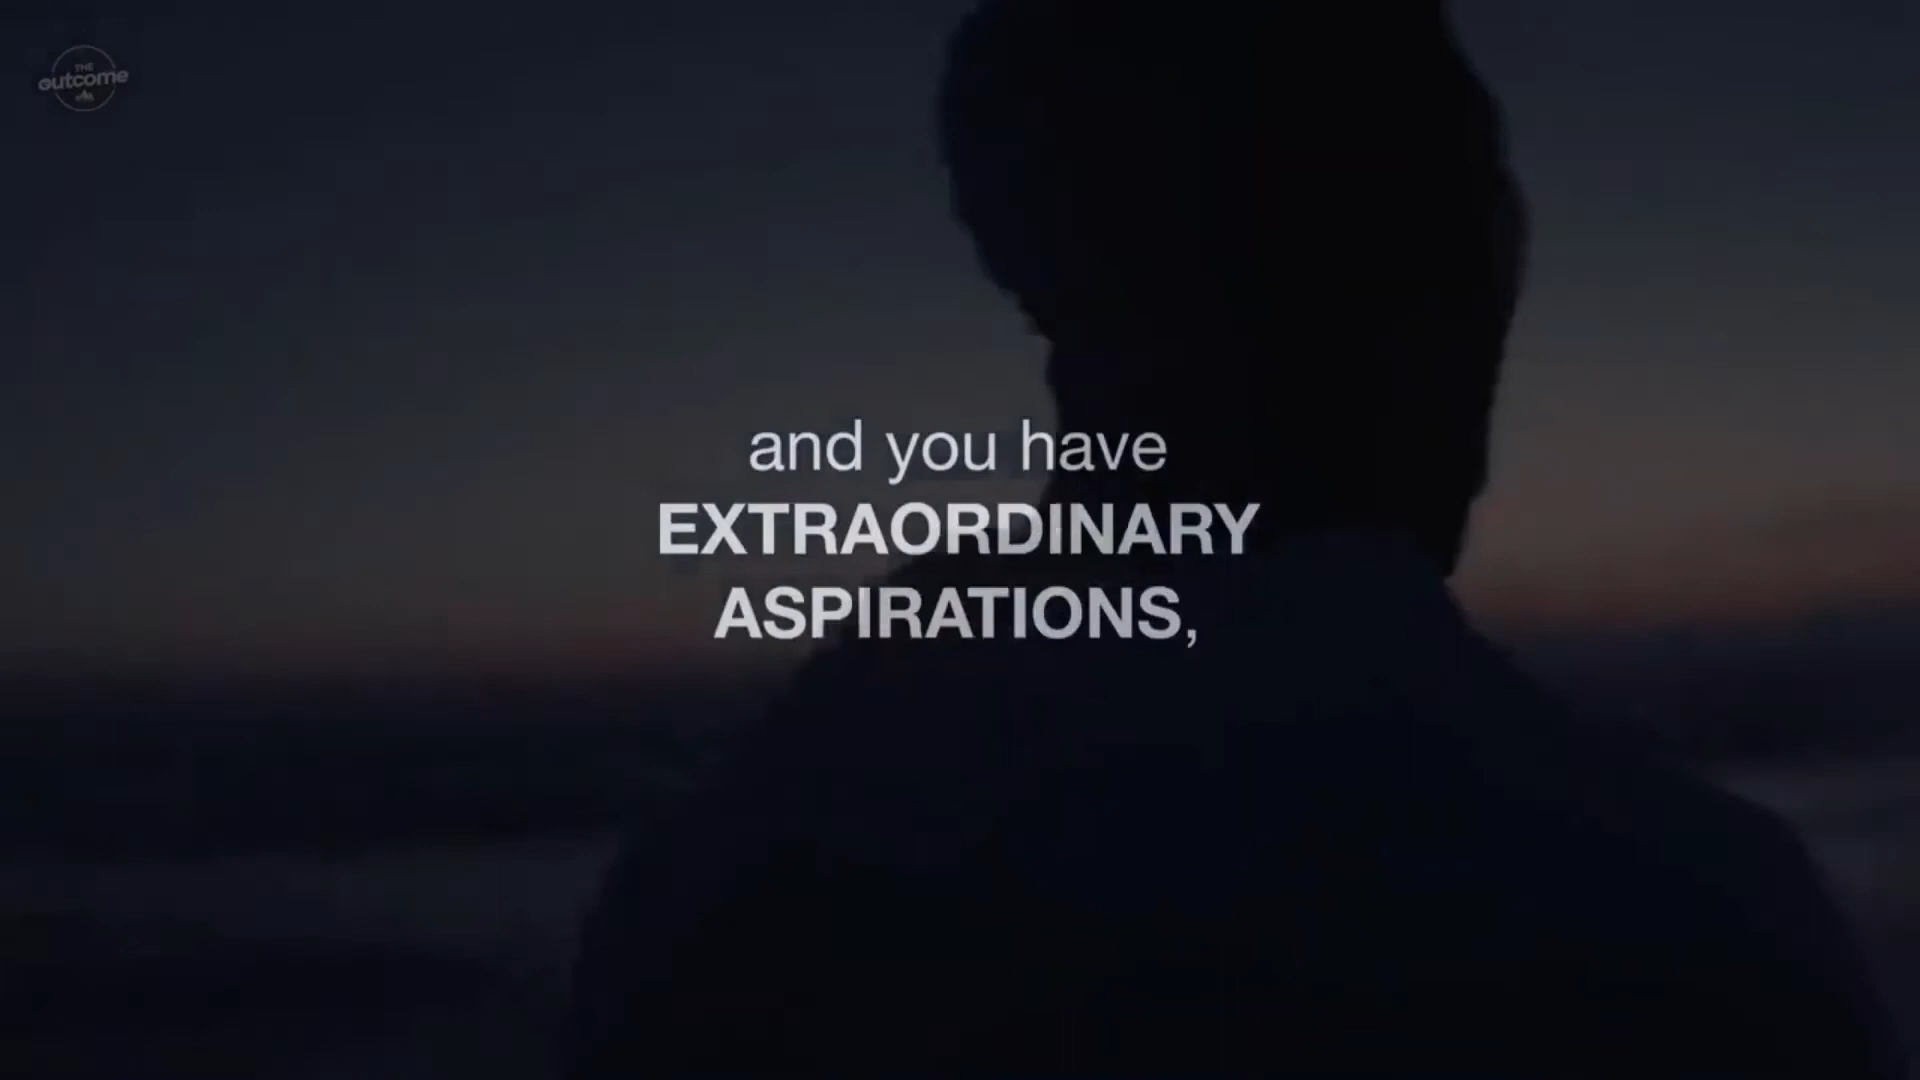 THE
outcome
and you have
EXTRAORDINARY
ASPIRATIONS,